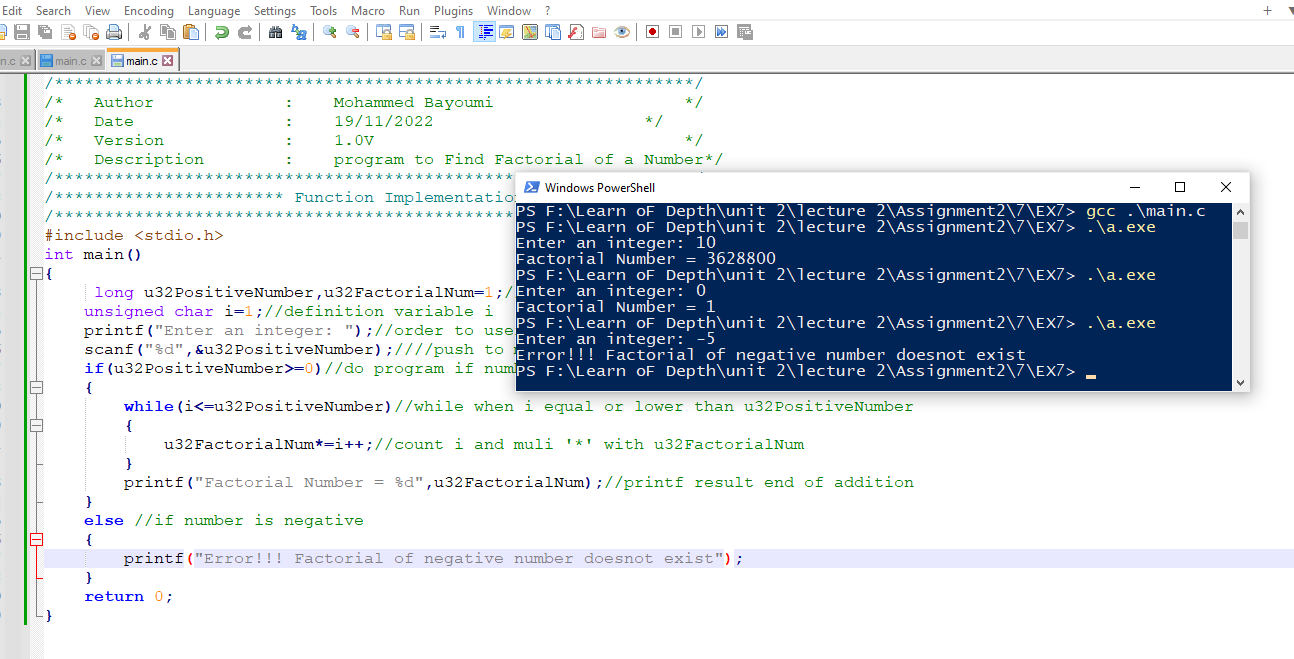 Edit Search View Encoding Language Settings Tools Macro Run Plugins Window ?
n.c main.c main.c
/****************************************************************/
/* Author : Mohammed Bayoumi */
/* Date : 19/11/2022 */
/* Version : 1.0V */
/* Description : program to Find Factorial of a Number*/
/**********************************************
/*********************** Function Implementatio
/**********************************************
#include <stdio.h>
int main()
{
long u32PositiveNumber,u32FactorialNum=1;/
unsigned char i=1;//definition variable i
printf("Enter an integer: ");//order to use
scanf("%d",&u32PositiveNumber);////push to
if(u32PositiveNumber>=0)//do program if num
{
while(i<=u32PositiveNumber)//while when i equal or lower than u32PositiveNumber
{
u32FactorialNum*=i++;//count i and muli '*' with u32FactorialNum
}
printf("Factorial Number = %d",u32FactorialNum);//printf result end of addition
}
else //if number is negative
{
printf("Error!!! Factorial of negative number doesnot exist");
}
return 0;
}
Windows PowerShell
PS F:\Learn oF Depth\unit 2\lecture 2\Assignment2\7\EX7> gcc .\main.c
PS F:\Learn oF Depth\unit 2\lecture 2\Assignment2\7\EX7> .\a.exe
Enter an integer: 10
Factorial Number = 3628800
PS F:\Learn oF Depth\unit 2\lecture 2\Assignment2\7\EX7> .\a.exe
Enter an integer: 0
Factorial Number = 1
PS F:\Learn oF Depth\unit 2\lecture 2\Assignment2\7\EX7> .\a.exe
Enter an integer: -5
Error!!! Factorial of negative number doesnot exist
PS F:\Learn oF Depth\unit 2\lecture 2\Assignment2\7\EX7>